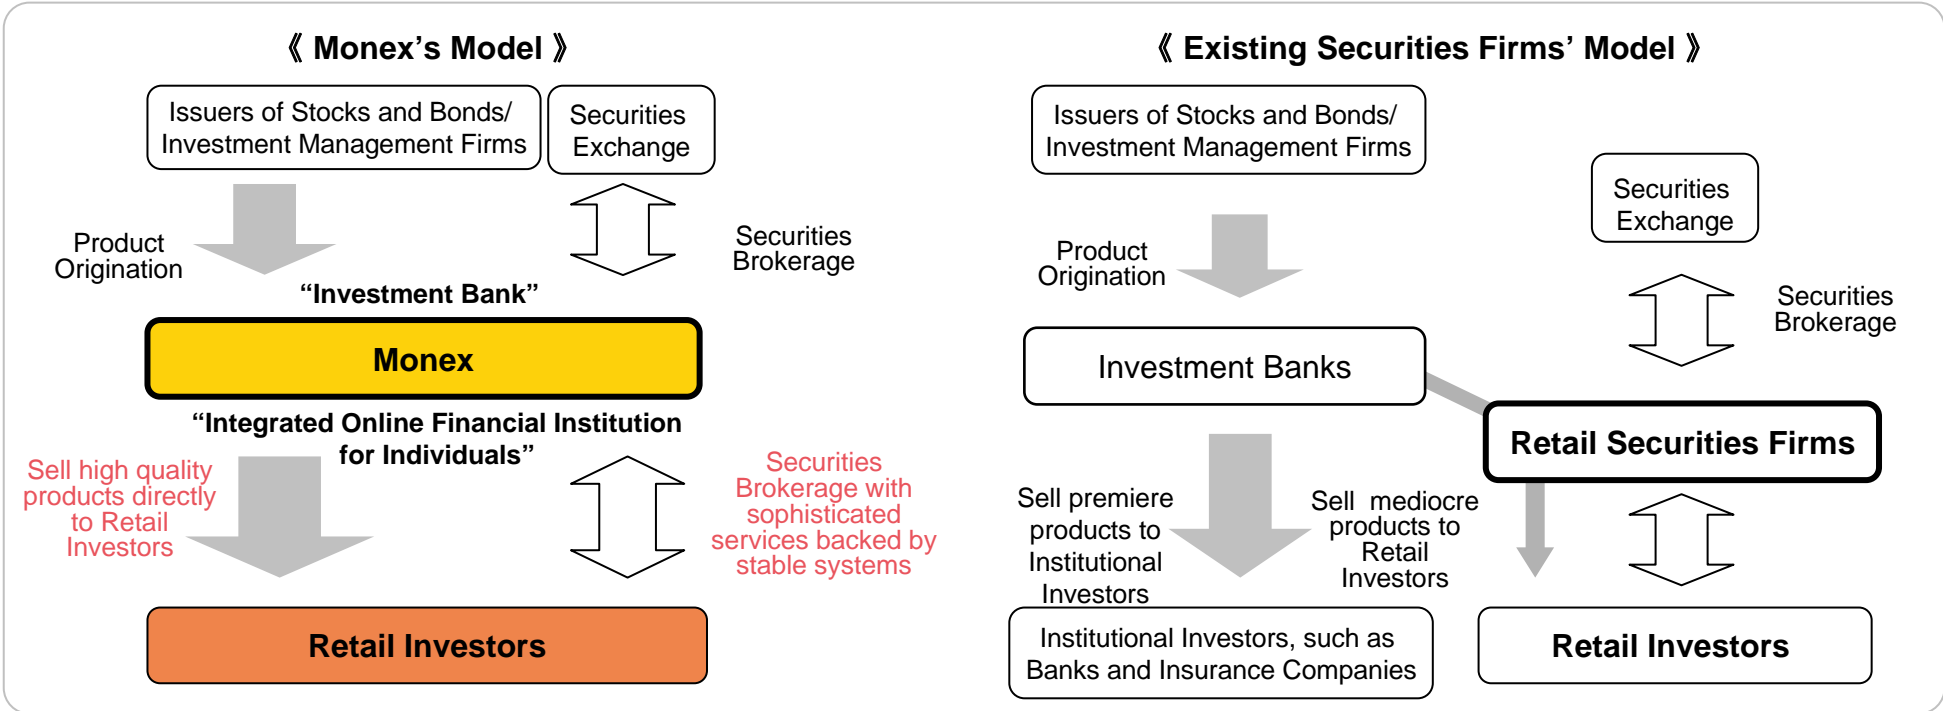 《 Monex’s Model 》
Issuers of Stocks and Bonds/
Investment Management Firms
Securities
Exchange
Product
Origination
Securities
Brokerage
“Investment Bank”
Monex
“Integrated Online Financial Institution
for Individuals”
Sell high quality
products directly
to Retail
Investors
Securities
Brokerage with
sophisticated
services backed by
stable systems
Retail Investors
《 Existing Securities Firms’ Model 》
Issuers of Stocks and Bonds/
Investment Management Firms
Securities
Exchange
Product
Origination
Securities
Brokerage
Investment Banks
Retail Securities Firms
Sell premiere
products to
Institutional
Investors
Sell mediocre
products to
Retail
Investors
Institutional Investors, such as
Banks and Insurance Companies
Retail Investors